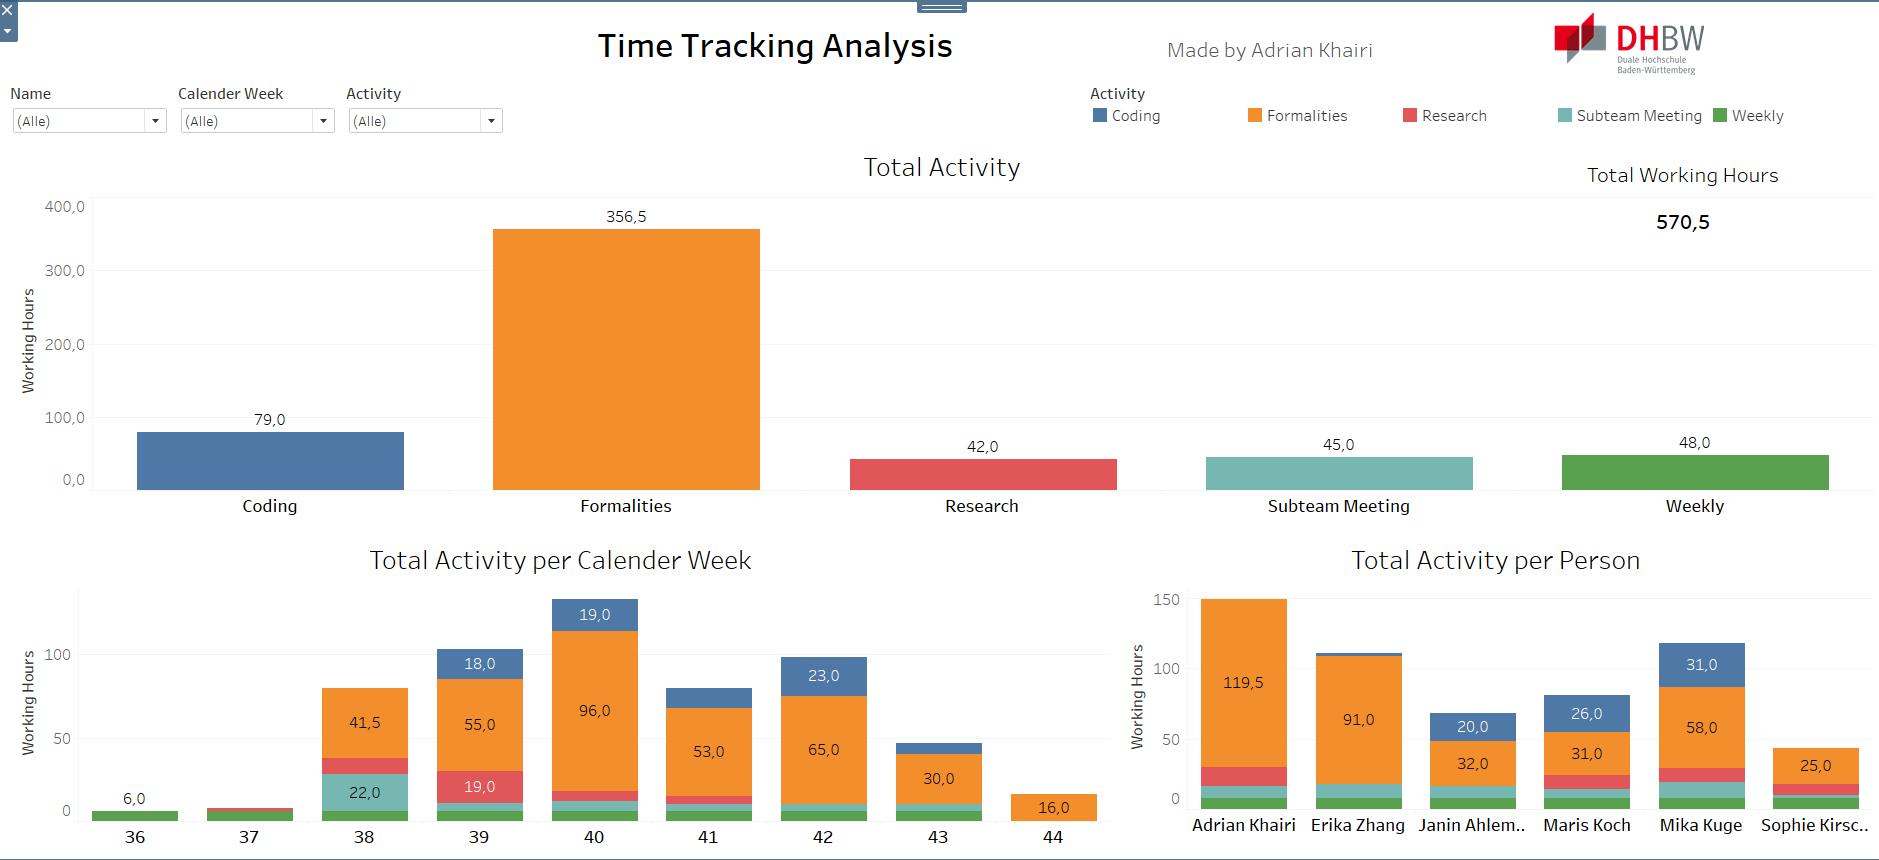 Time Tracking Analysis
Made by Adrian Khairi
DHBW
Duale Hochschule
Baden-Württemberg
Name
Calender Week
Activity
(Alle)
(Alle)
(Alle)
Activity
Coding
Formalities
Research
Subteam Meeting
Weekly
Total Activity
Total Working Hours
570,5
Working Hours
400,0
300,0
200,0
100,0
0,0
79,0
356,5
42,0
45,0
48,0
Coding
Formalities
Research
Subteam Meeting
Weekly
Total Activity per Calender Week
Working Hours
100
50
0
6,0
41,5
22,0
18,0
55,0
19,0
19,0
96,0
53,0
23,0
65,0
30,0
16,0
36
37
38
39
40
41
42
43
44
Total Activity per Person
Working Hours
150
100
50
0
119,5
91,0
20,0
32,0
26,0
31,0
31,0
58,0
25,0
Adrian Khairi
Erika Zhang
Janin Ahlem..
Maris Koch
Mika Kuge
Sophie Kirsc..